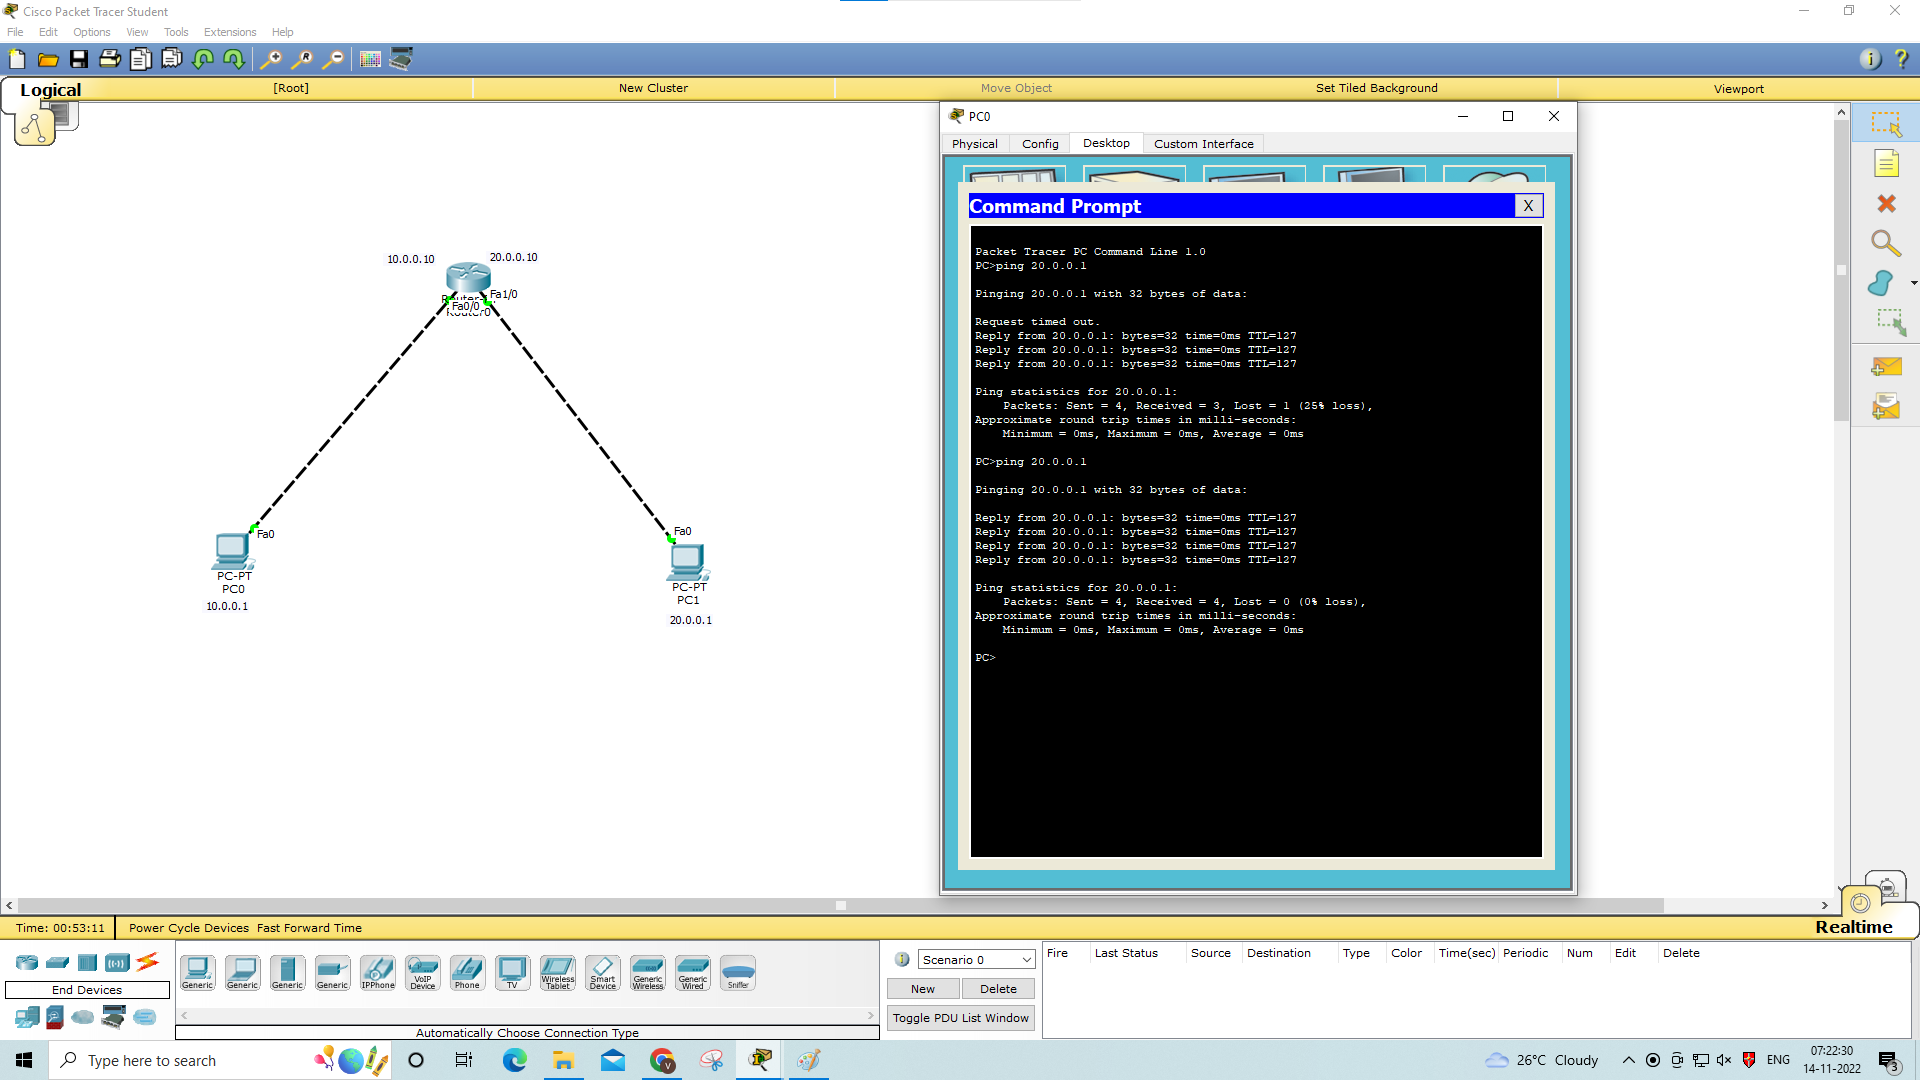 Cisco Packet Tracer Student
File Edit Options View Tools Extensions Help
Logical [Root] New Cluster Move Object Set Tiled Background Viewport
10.0.0.10 20.0.0.10
Fa1/0
Fa0/0
Router0
Fa0
PC-PT
PC0
10.0.0.1
Fa0
PC-PT
PC1
20.0.0.1
PC0
Physical Config Desktop Custom Interface
Command Prompt X
Packet Tracer PC Command Line 1.0
PC>ping 20.0.0.1
Pinging 20.0.0.1 with 32 bytes of data:
Request timed out.
Reply from 20.0.0.1: bytes=32 time=0ms TTL=127
Reply from 20.0.0.1: bytes=32 time=0ms TTL=127
Reply from 20.0.0.1: bytes=32 time=0ms TTL=127
Ping statistics for 20.0.0.1:
Packets: Sent = 4, Received = 3, Lost = 1 (25% loss),
Approximate round trip times in milli-seconds:
Minimum = 0ms, Maximum = 0ms, Average = 0ms
PC>ping 20.0.0.1
Pinging 20.0.0.1 with 32 bytes of data:
Reply from 20.0.0.1: bytes=32 time=0ms TTL=127
Reply from 20.0.0.1: bytes=32 time=0ms TTL=127
Reply from 20.0.0.1: bytes=32 time=0ms TTL=127
Reply from 20.0.0.1: bytes=32 time=0ms TTL=127
Ping statistics for 20.0.0.1:
Packets: Sent = 4, Received = 4, Lost = 0 (0% loss),
Approximate round trip times in milli-seconds:
Minimum = 0ms, Maximum = 0ms, Average = 0ms
PC>
Time: 00:53:11 Power Cycle Devices Fast Forward Time Realtime
End Devices
Generic Generic Generic Generic IPPhone VoIP Device Phone TV Wireless Tablet Smart Device Generic Wireless Generic Wired Sniffer
Automatically Choose Connection Type
Scenario 0
New Delete
Toggle PDU List Window
Fire Last Status Source Destination Type Color Time(sec) Periodic Num Edit Delete
Type here to search
26°C Cloudy
ENG
07:22:30
14-11-2022
3